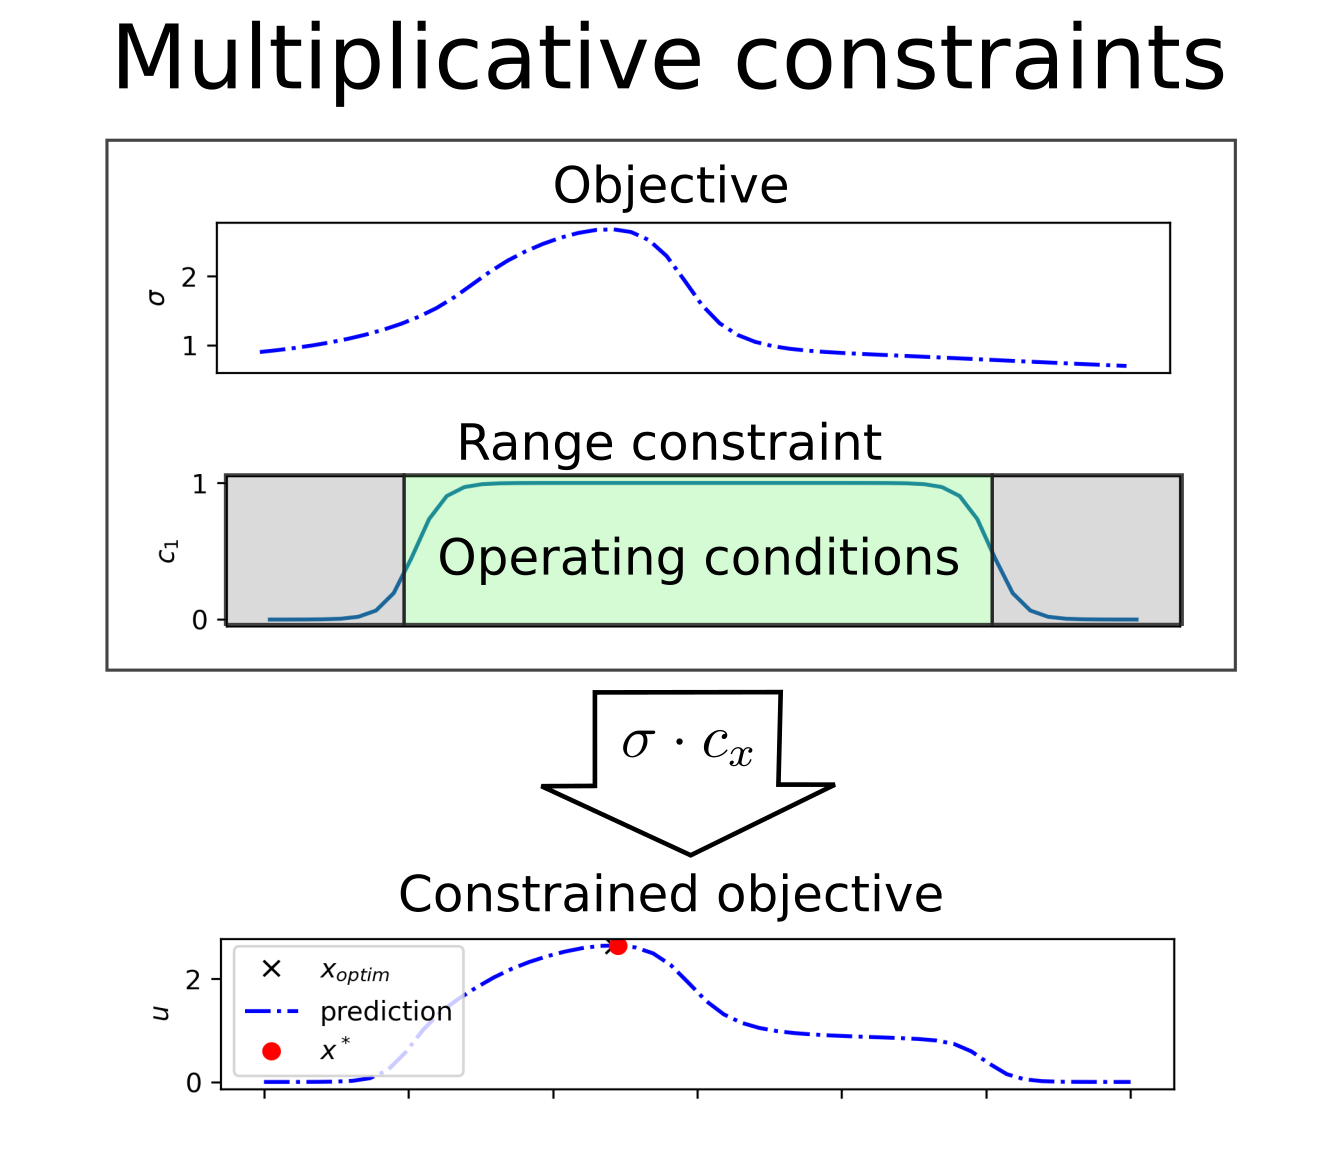 Multiplicative constraints
Objective
2
σ
1
Range constraint
1
c₁
Operating conditions
0
σ · cₓ
Constrained objective
x_optim
2
prediction
u
x*
0